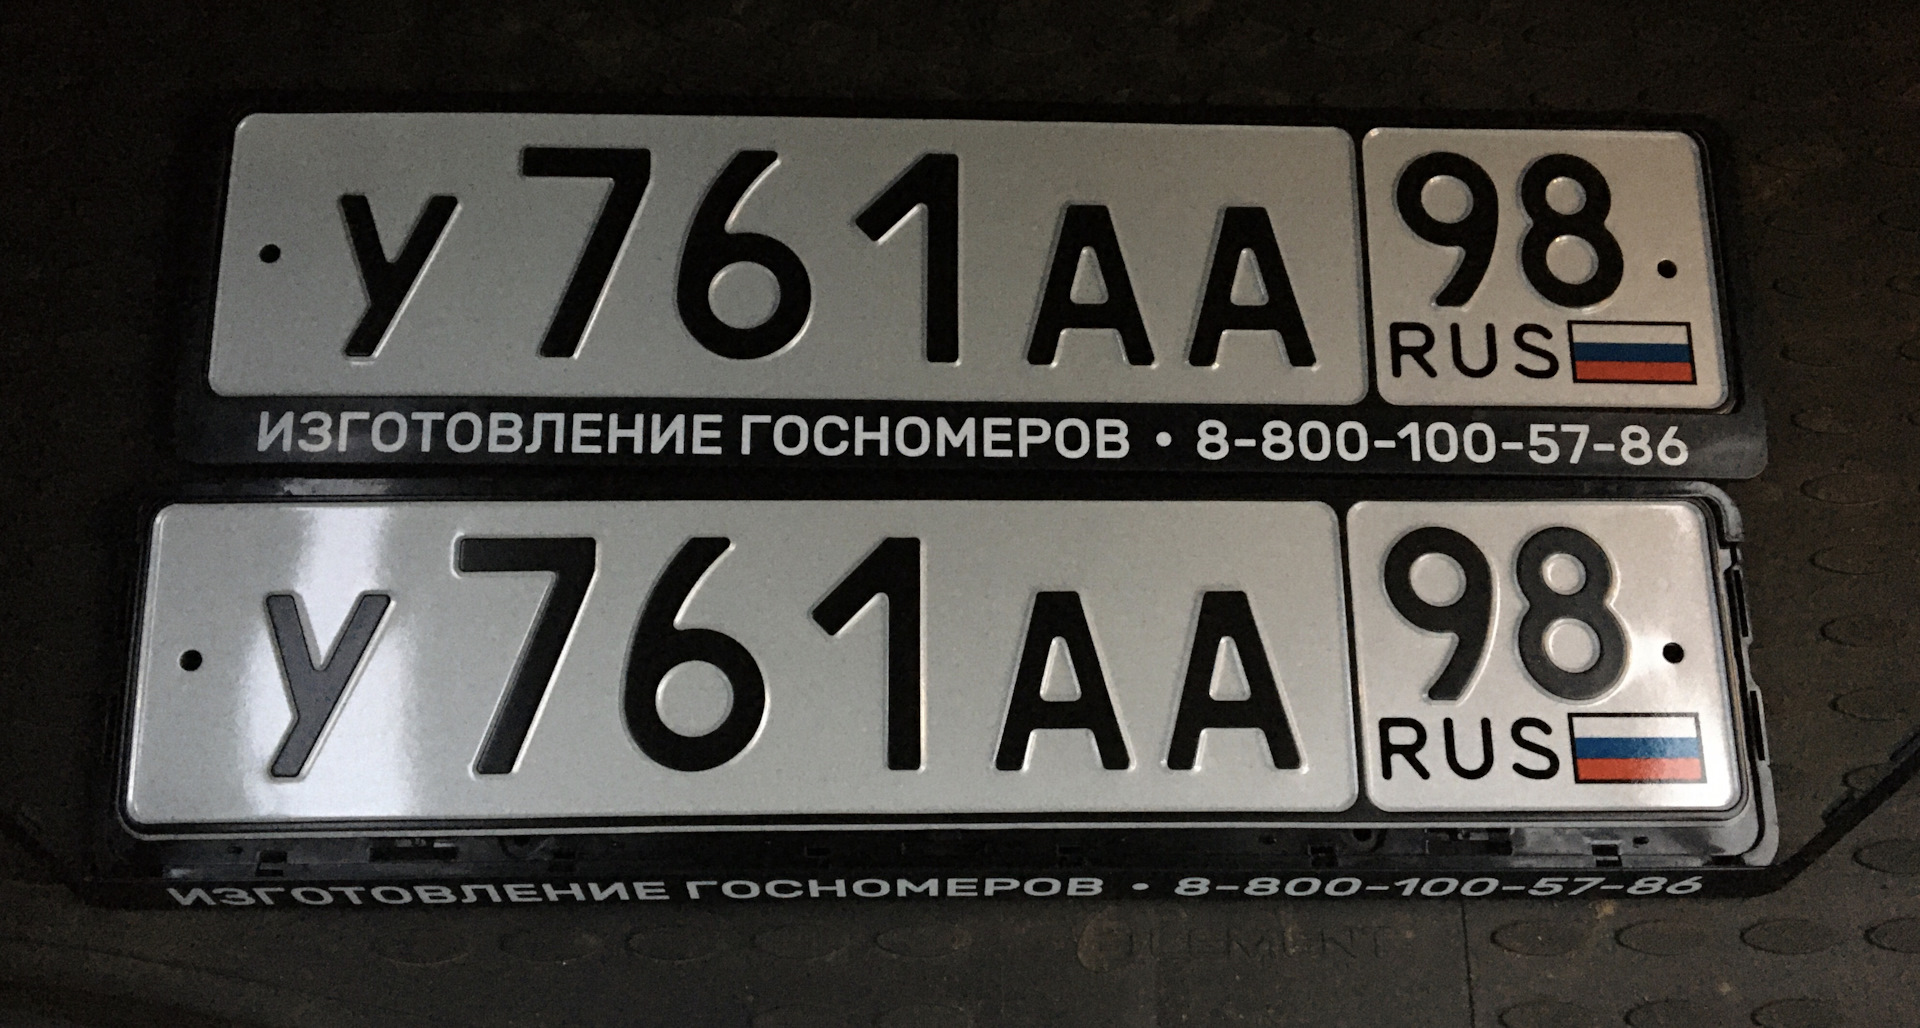 У 761 АА 98
RUS
ИЗГОТОВЛЕНИЕ ГОСНОМЕРОВ • 8-800-100-57-86
У 761 АА 98
RUS
ИЗГОТОВЛЕНИЕ ГОСНОМЕРОВ • 8-800-100-57-86